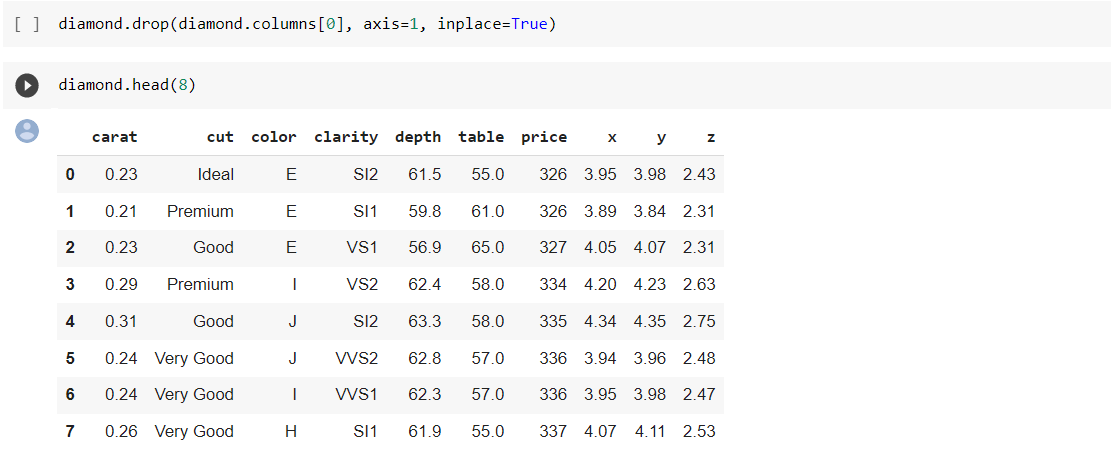 [ ] diamond.drop(diamond.columns[0], axis=1, inplace=True)
diamond.head(8)
carat cut color clarity depth table price x y z
0 0.23 Ideal E SI2 61.5 55.0 326 3.95 3.98 2.43
1 0.21 Premium E SI1 59.8 61.0 326 3.89 3.84 2.31
2 0.23 Good E VS1 56.9 65.0 327 4.05 4.07 2.31
3 0.29 Premium I VS2 62.4 58.0 334 4.20 4.23 2.63
4 0.31 Good J SI2 63.3 58.0 335 4.34 4.35 2.75
5 0.24 Very Good J VVS2 62.8 57.0 336 3.94 3.96 2.48
6 0.24 Very Good I VVS1 62.3 57.0 336 3.95 3.98 2.47
7 0.26 Very Good H SI1 61.9 55.0 337 4.07 4.11 2.53